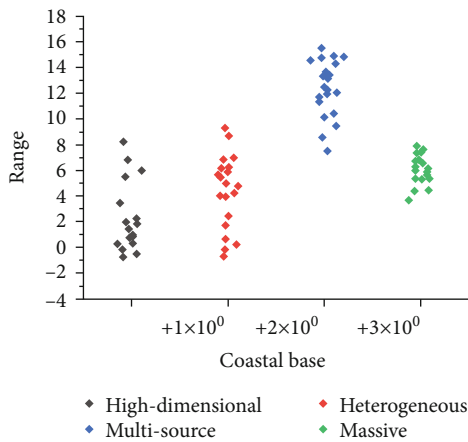 18
16
14
12
10
8
6
4
2
0
−2
−4
Range
+1×10⁰
+2×10⁰
+3×10⁰
Coastal base
High-dimensional
Heterogeneous
Multi-source
Massive